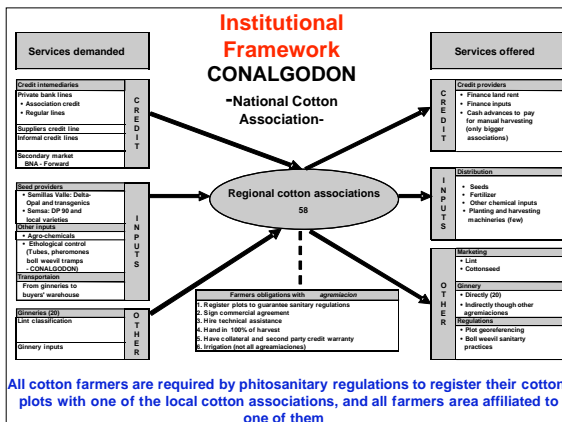 Institutional
Framework
CONALGODON
-National Cotton
Association-
Services demanded
Credit intemediaries
Private bank lines
• Association credit
• Regular lines
Suppliers credit line
Informal credit lines
Secondary market
BNA - Forward
C R E D I T
Seed providers
• Semillas Valle: Delta-
Opal and transgenics
• Semsa: DP 90 and
local varieties
Other inputs
• Agro-chemicals
• Ethological control
(Tubes, pheromones
boll weevil tramps
- CONALGODON)
Transportaion
From ginneries to
buyers' warehouse
I N P U T S
Ginneries (20)
Lint classification
Ginnery inputs
O T H E R
Regional cotton associations
58
Farmers obligations with agremiacion
1. Register plots to guarantee sanitary regulations
2. Sign commercial agreement
3. Hire technical assistance
4. Hand in 100% of harvest
5. Have collateral and second party credit warranty
6. Irrigation (not all agreamiaciones)
Services offered
C R E D I T
Credit providers
• Finance land rent
• Finance inputs
• Cash advances to pay
for manual harvesting
(only bigger
associations)
I N P U T S
Distribution
• Seeds
• Fertilizer
• Other chemical inputs
• Planting and harvesting
machineries (few)
O T H E R
Marketing
• Lint
• Cottonseed
Ginnery
• Directly (20)
• Indirectly though other
agremiaciones
Regulations
• Plot georeferencing
• Boll weevil sanitary
practices
All cotton farmers are required by phitosanitary regulations to register their cotton
plots with one of the local cotton associations, and all farmers area affiliated to
one of them